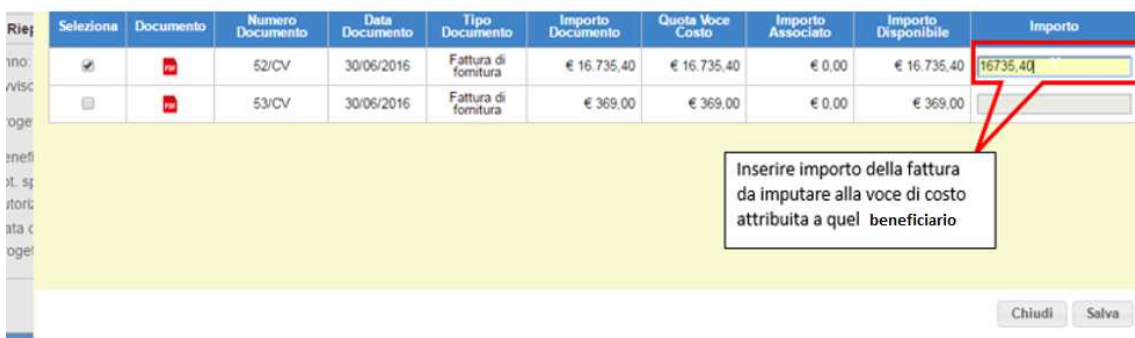 Riep
Seleziona Documento Numero Documento Data Documento Tipo Documento Importo Documento Quota Voce Costo Importo Associato Importo Disponibile Importo
52/CV 30/06/2016 Fattura di fornitura € 16.735,40 € 16.735,40 € 0,00 € 16.735,40 16735,40
53/CV 30/06/2016 Fattura di fornitura € 369,00 € 369,00 € 0,00 € 369,00
Inserire importo della fattura
da imputare alla voce di costo
attribuita a quel beneficiario
Chiudi Salva